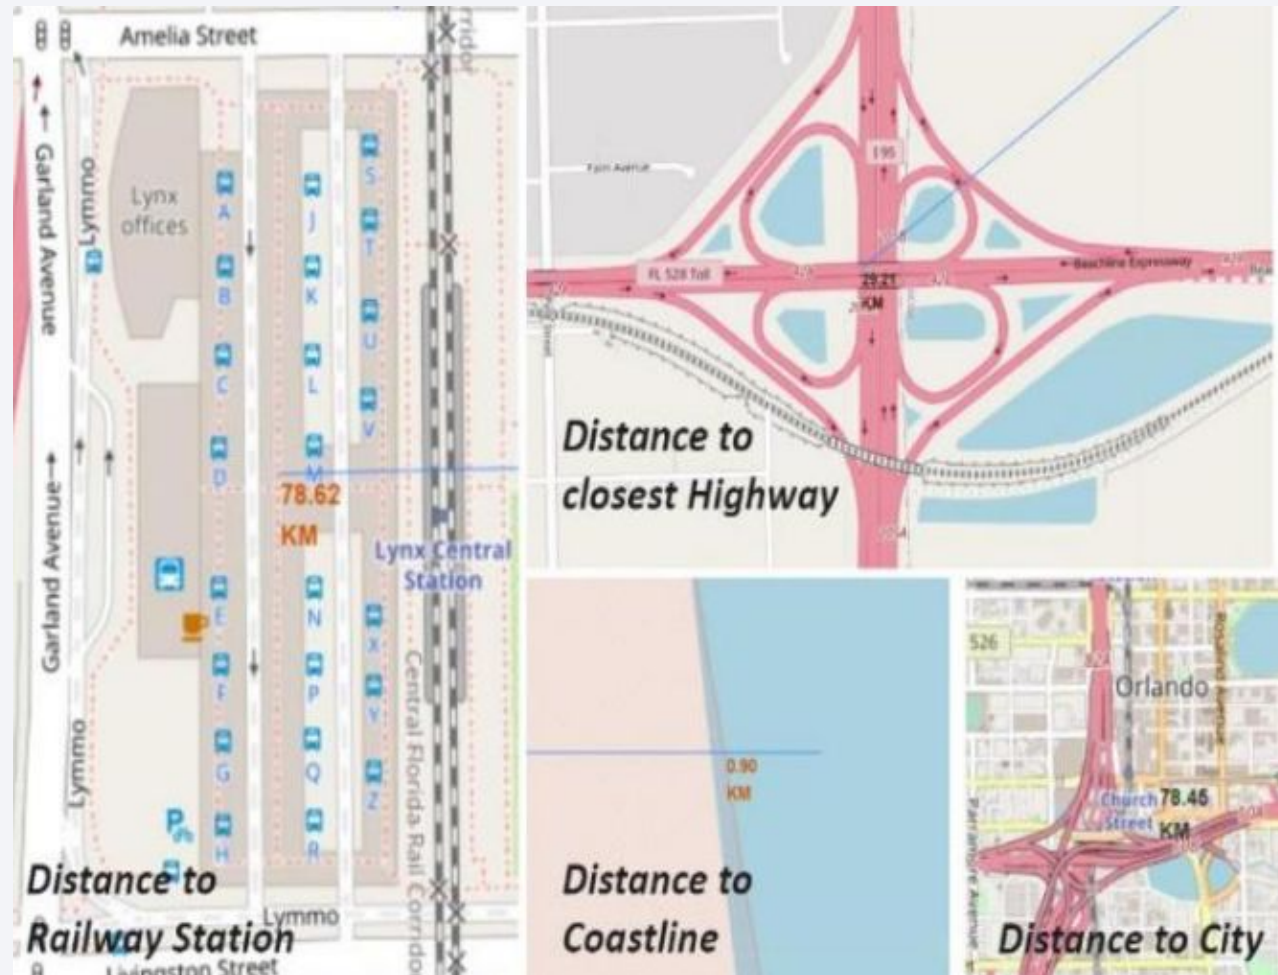 Amelia Street
Corridor
Garland Avenue
Lymmo
Lynx
offices
A
B
C
D
E
F
G
H
J
K
L
M
N
P
Q
R
S
T
U
V
X
Y
Z
78.62
KM
Lynx Central
Station
Garland Avenue
Lymmo
Central Florida Rail Corridor
P
Lymmo
Livingston Street
Distance to
Railway Station
I 95
FL 528 Toll
Beachline Expressway
29.21
KM
Distance to
closest Highway
0.90
KM
Distance to
Coastline
526
Orlando
Rosalind Avenue
Church
Street
78.45
KM
Parramore Avenue
Distance to City